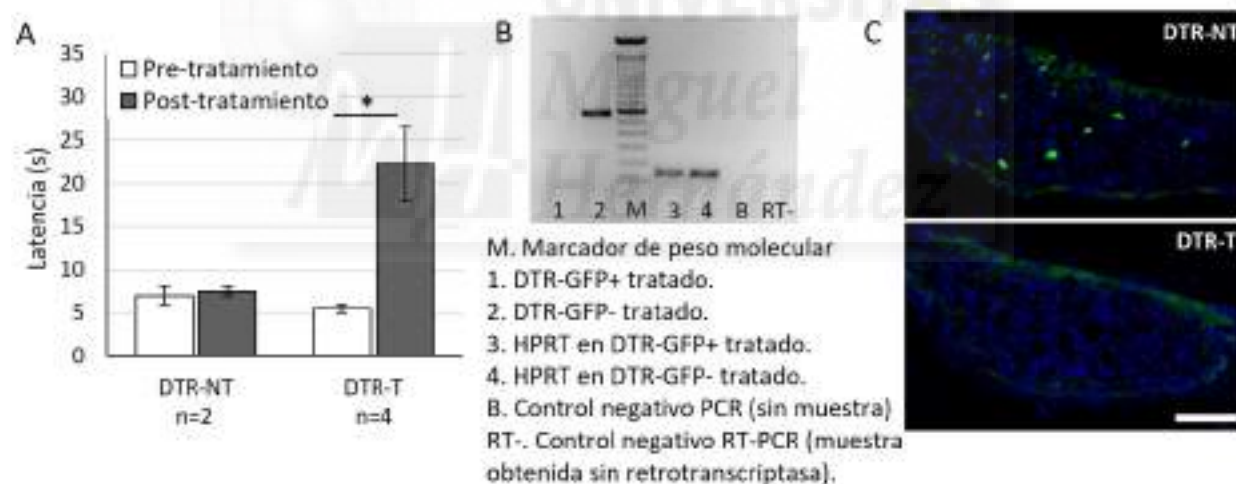 A
35
30
25
20
15
10
5
0
Latencia (s)
Pre-tratamiento
Post-tratamiento
*
DTR-NT
n=2
DTR-T
n=4
B
1 2 M 3 4 B RT-
M. Marcador de peso molecular
1. DTR-GFP+ tratado.
2. DTR-GFP- tratado.
3. HPRT en DTR-GFP+ tratado.
4. HPRT en DTR-GFP- tratado.
B. Control negativo PCR (sin muestra)
RT-. Control negativo RT-PCR (muestra
obtenida sin retrotranscriptasa).
C
DTR-NT
DTR-T
UNIVERSITAS
Miguel
Hernández